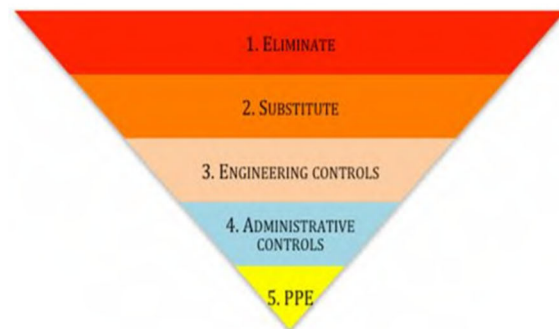 1. ELIMINATE
2. SUBSTITUTE
3. ENGINEERING CONTROLS
4. ADMINISTRATIVE
CONTROLS
5. PPE